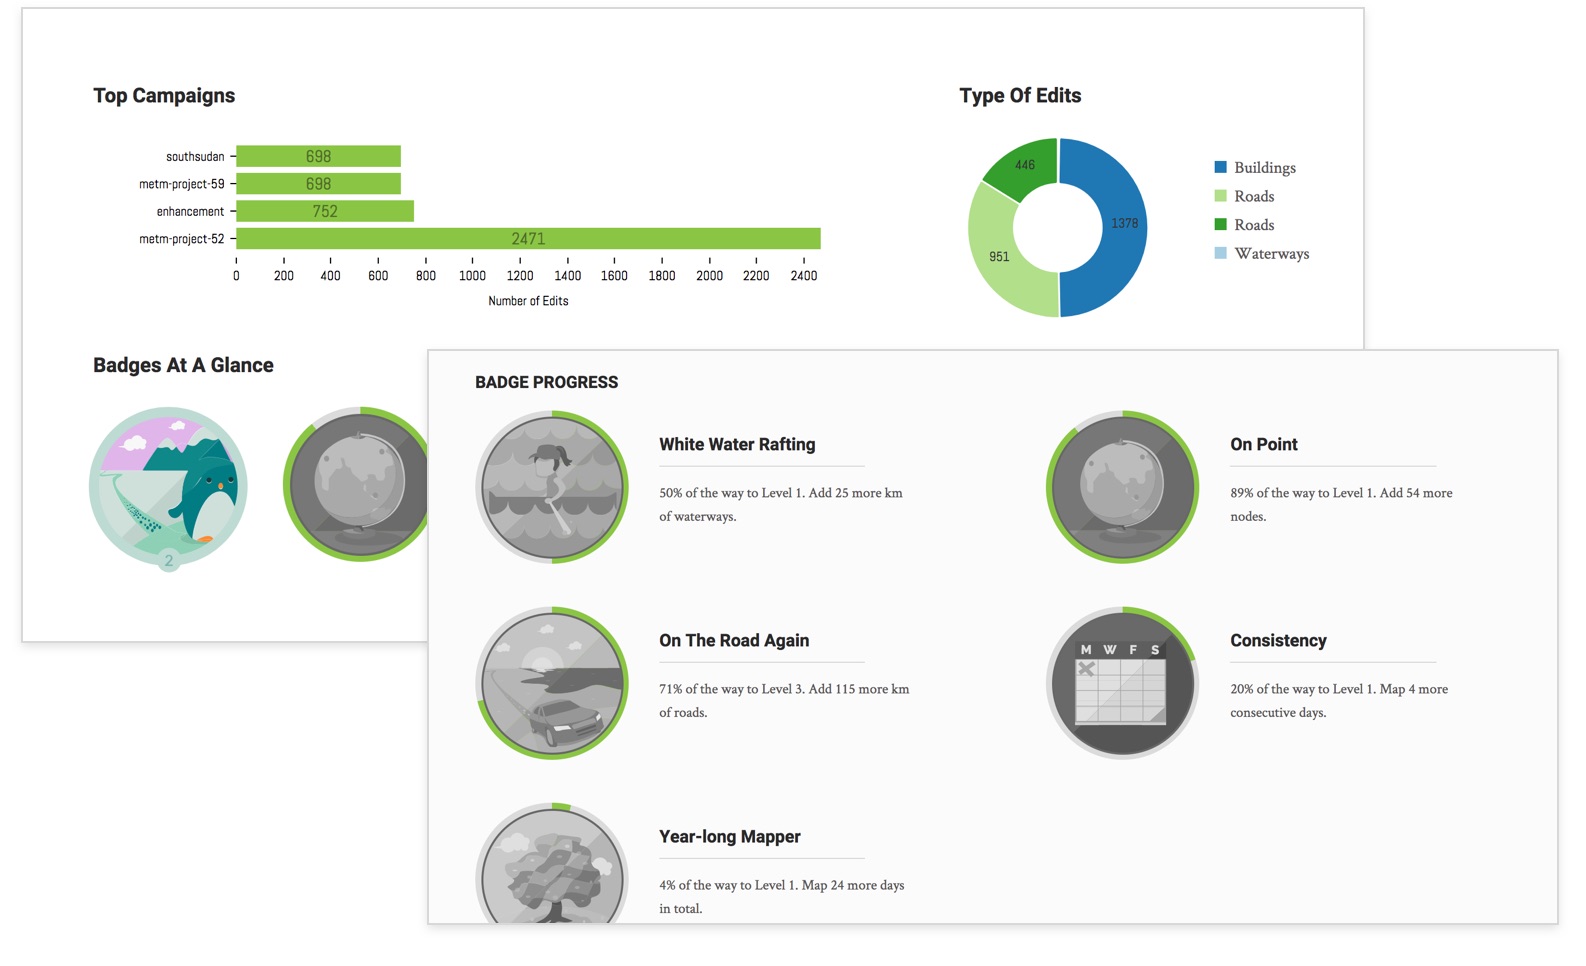 Top Campaigns
southsudan
698
metm-project-59
698
enhancement
752
metm-project-52
2471
0 200 400 600 800 1000 1200 1400 1600 1800 2000 2200 2400
Number of Edits
Type Of Edits
446
1378
951
Buildings
Roads
Roads
Waterways
Badges At A Glance
2
BADGE PROGRESS
White Water Rafting
50% of the way to Level 1. Add 25 more km
of waterways.
On Point
89% of the way to Level 1. Add 54 more
nodes.
On The Road Again
71% of the way to Level 3. Add 115 more km
of roads.
M W F S
Consistency
20% of the way to Level 1. Map 4 more
consecutive days.
Year-long Mapper
4% of the way to Level 1. Map 24 more days
in total.